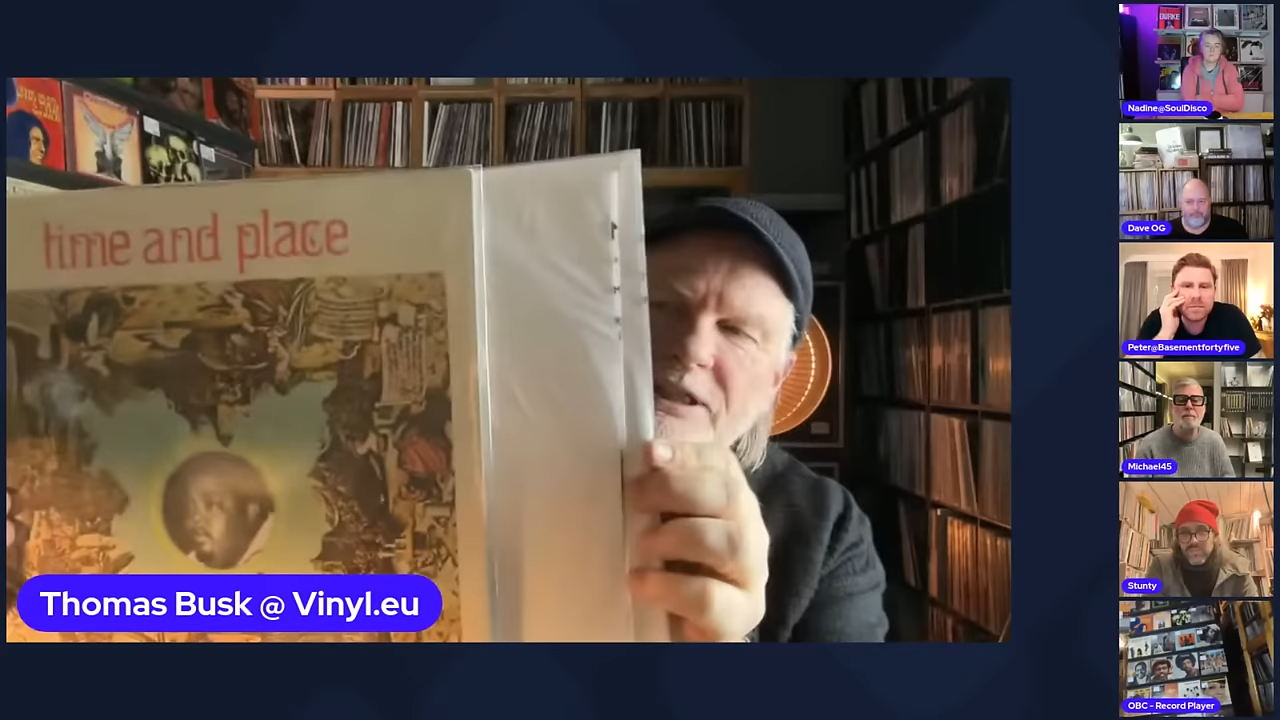 time and place
Thomas Busk @ Vinyl.eu
Nadine@SoulDisco
Dave OG
Peter@Basementfortyfive
Michael45
Stunty
OBC - Record Player